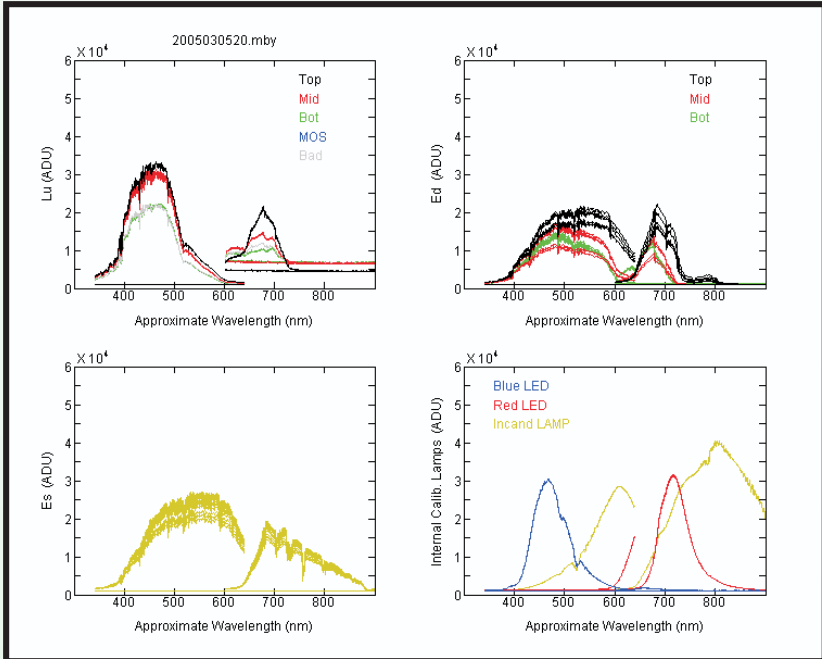 2005030520.mby
X 10⁴
6
5
4
3
2
1
0
Lu (ADU)
Top
Mid
Bot
MOS
Bad
400 500 600 700 800
Approximate Wavelength (nm)
X 10⁴
6
5
4
3
2
1
0
Ed (ADU)
Top
Mid
Bot
400 500 600 700 800
Approximate Wavelength (nm)
X 10⁴
6
5
4
3
2
1
0
Es (ADU)
400 500 600 700 800
Approximate Wavelength (nm)
X 10⁴
6
5
4
3
2
1
0
Internal Calib. Lamps (ADU)
Blue LED
Red LED
Incand LAMP
400 500 600 700 800
Approximate Wavelength (nm)